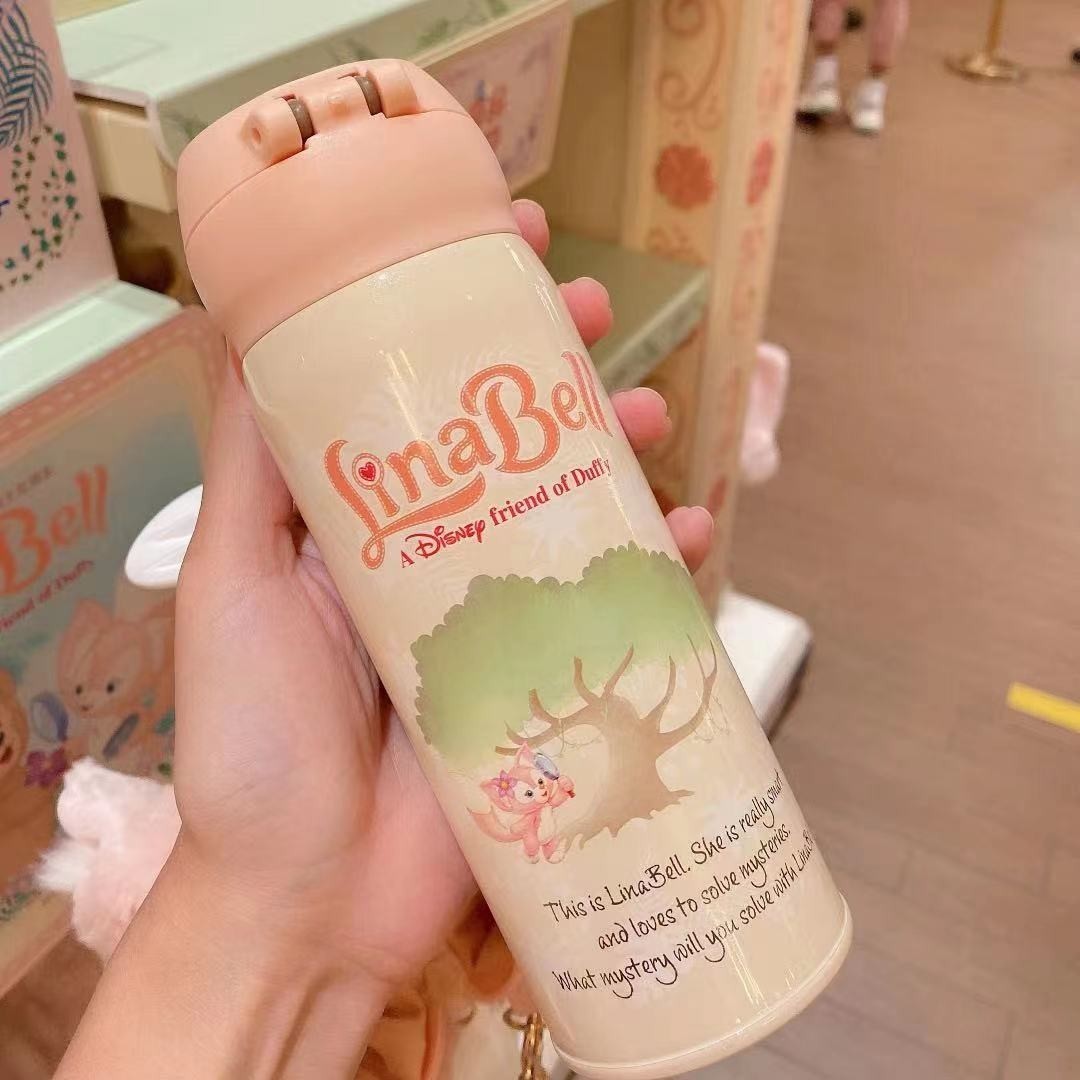 LinaBell
A Disney friend of Duffy
This is LinaBell. She is really smart
and loves to solve mysteries.
What mystery will you solve with
Bell
friend of Duffy